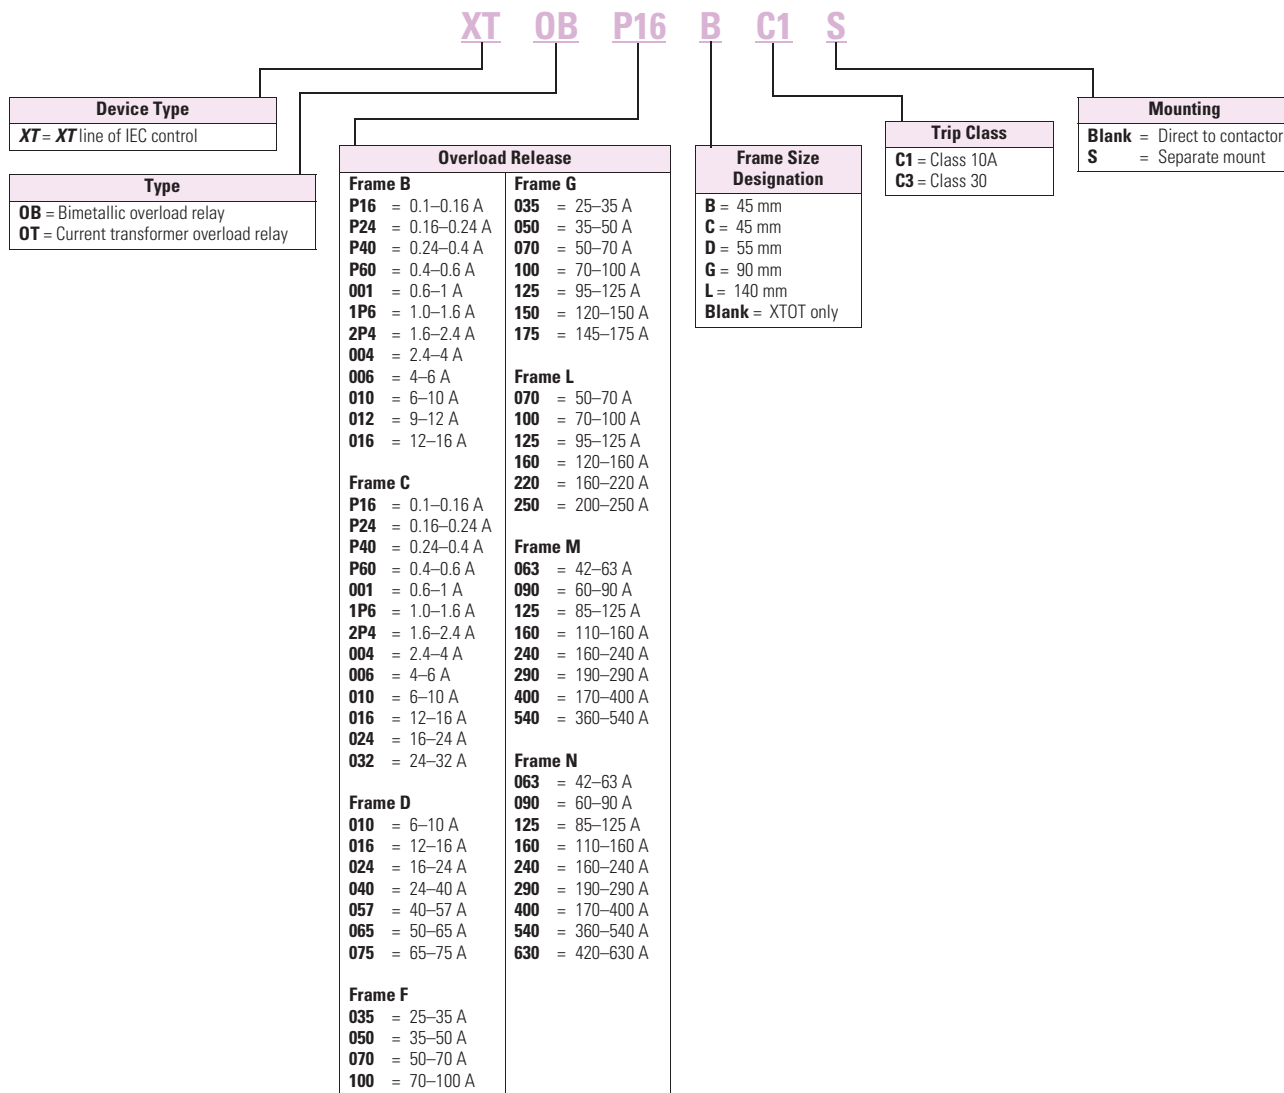 XT OB P16 B C1 S
Device Type
XT = XT line of IEC control
Type
OB = Bimetallic overload relay
OT = Current transformer overload relay
Overload Release
Frame B
P16 = 0.1–0.16 A
P24 = 0.16–0.24 A
P40 = 0.24–0.4 A
P60 = 0.4–0.6 A
001 = 0.6–1 A
1P6 = 1.0–1.6 A
2P4 = 1.6–2.4 A
004 = 2.4–4 A
006 = 4–6 A
010 = 6–10 A
012 = 9–12 A
016 = 12–16 A
Frame C
P16 = 0.1–0.16 A
P24 = 0.16–0.24 A
P40 = 0.24–0.4 A
P60 = 0.4–0.6 A
001 = 0.6–1 A
1P6 = 1.0–1.6 A
2P4 = 1.6–2.4 A
004 = 2.4–4 A
006 = 4–6 A
010 = 6–10 A
016 = 12–16 A
024 = 16–24 A
032 = 24–32 A
Frame D
010 = 6–10 A
016 = 12–16 A
024 = 16–24 A
040 = 24–40 A
057 = 40–57 A
065 = 50–65 A
075 = 65–75 A
Frame F
035 = 25–35 A
050 = 35–50 A
070 = 50–70 A
100 = 70–100 A
Frame G
035 = 25–35 A
050 = 35–50 A
070 = 50–70 A
100 = 70–100 A
125 = 95–125 A
150 = 120–150 A
175 = 145–175 A
Frame L
070 = 50–70 A
100 = 70–100 A
125 = 95–125 A
160 = 120–160 A
220 = 160–220 A
250 = 200–250 A
Frame M
063 = 42–63 A
090 = 60–90 A
125 = 85–125 A
160 = 110–160 A
240 = 160–240 A
290 = 190–290 A
400 = 170–400 A
540 = 360–540 A
Frame N
063 = 42–63 A
090 = 60–90 A
125 = 85–125 A
160 = 110–160 A
240 = 160–240 A
290 = 190–290 A
400 = 170–400 A
540 = 360–540 A
630 = 420–630 A
Frame Size
Designation
B = 45 mm
C = 45 mm
D = 55 mm
G = 90 mm
L = 140 mm
Blank = XTOT only
Trip Class
C1 = Class 10A
C3 = Class 30
Mounting
Blank = Direct to contactor
S = Separate mount